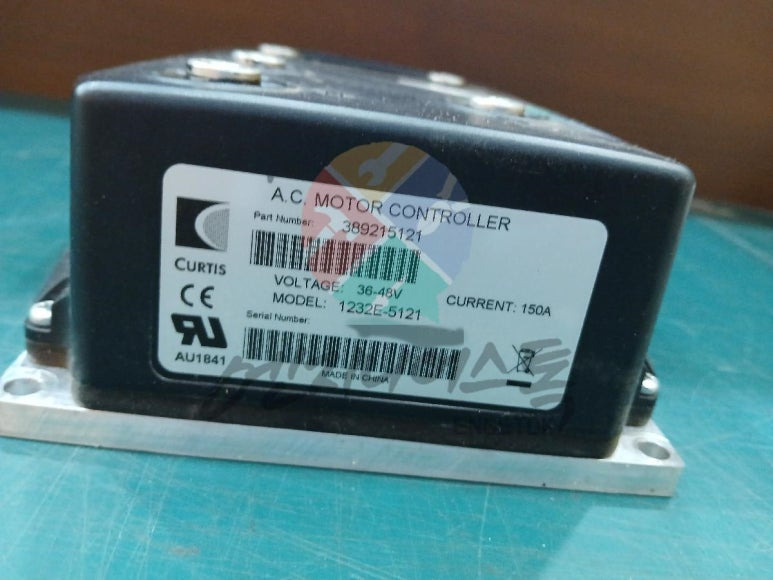 A.C. MOTOR CONTROLLER
Part Number: 389215121
CURTIS
VOLTAGE: 36-48V
MODEL: 1232E-5121
CURRENT: 150A
Serial Number:
CE
AU1841
MADE IN CHINA